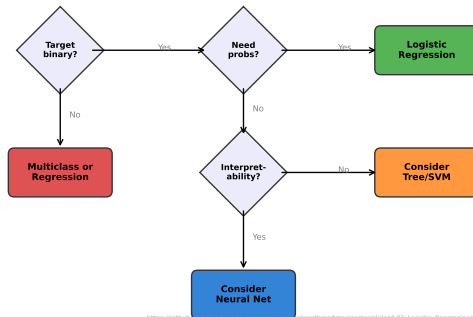 Target
binary?
Yes
Need
probs?
Yes
Logistic
Regression
No
No
Multiclass or
Regression
Interpret-
ability?
No
Consider
Tree/SVM
Yes
Consider
Neural Net